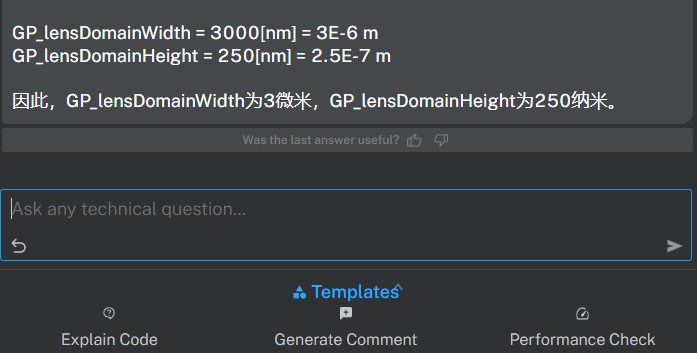 GP_lensDomainWidth = 3000[nm] = 3E-6 m
GP_lensDomainHeight = 250[nm] = 2.5E-7 m
因此，GP_lensDomainWidth为3微米，GP_lensDomainHeight为250纳米。
Was the last answer useful?
Ask any technical question...
Templates
Explain Code
Generate Comment
Performance Check